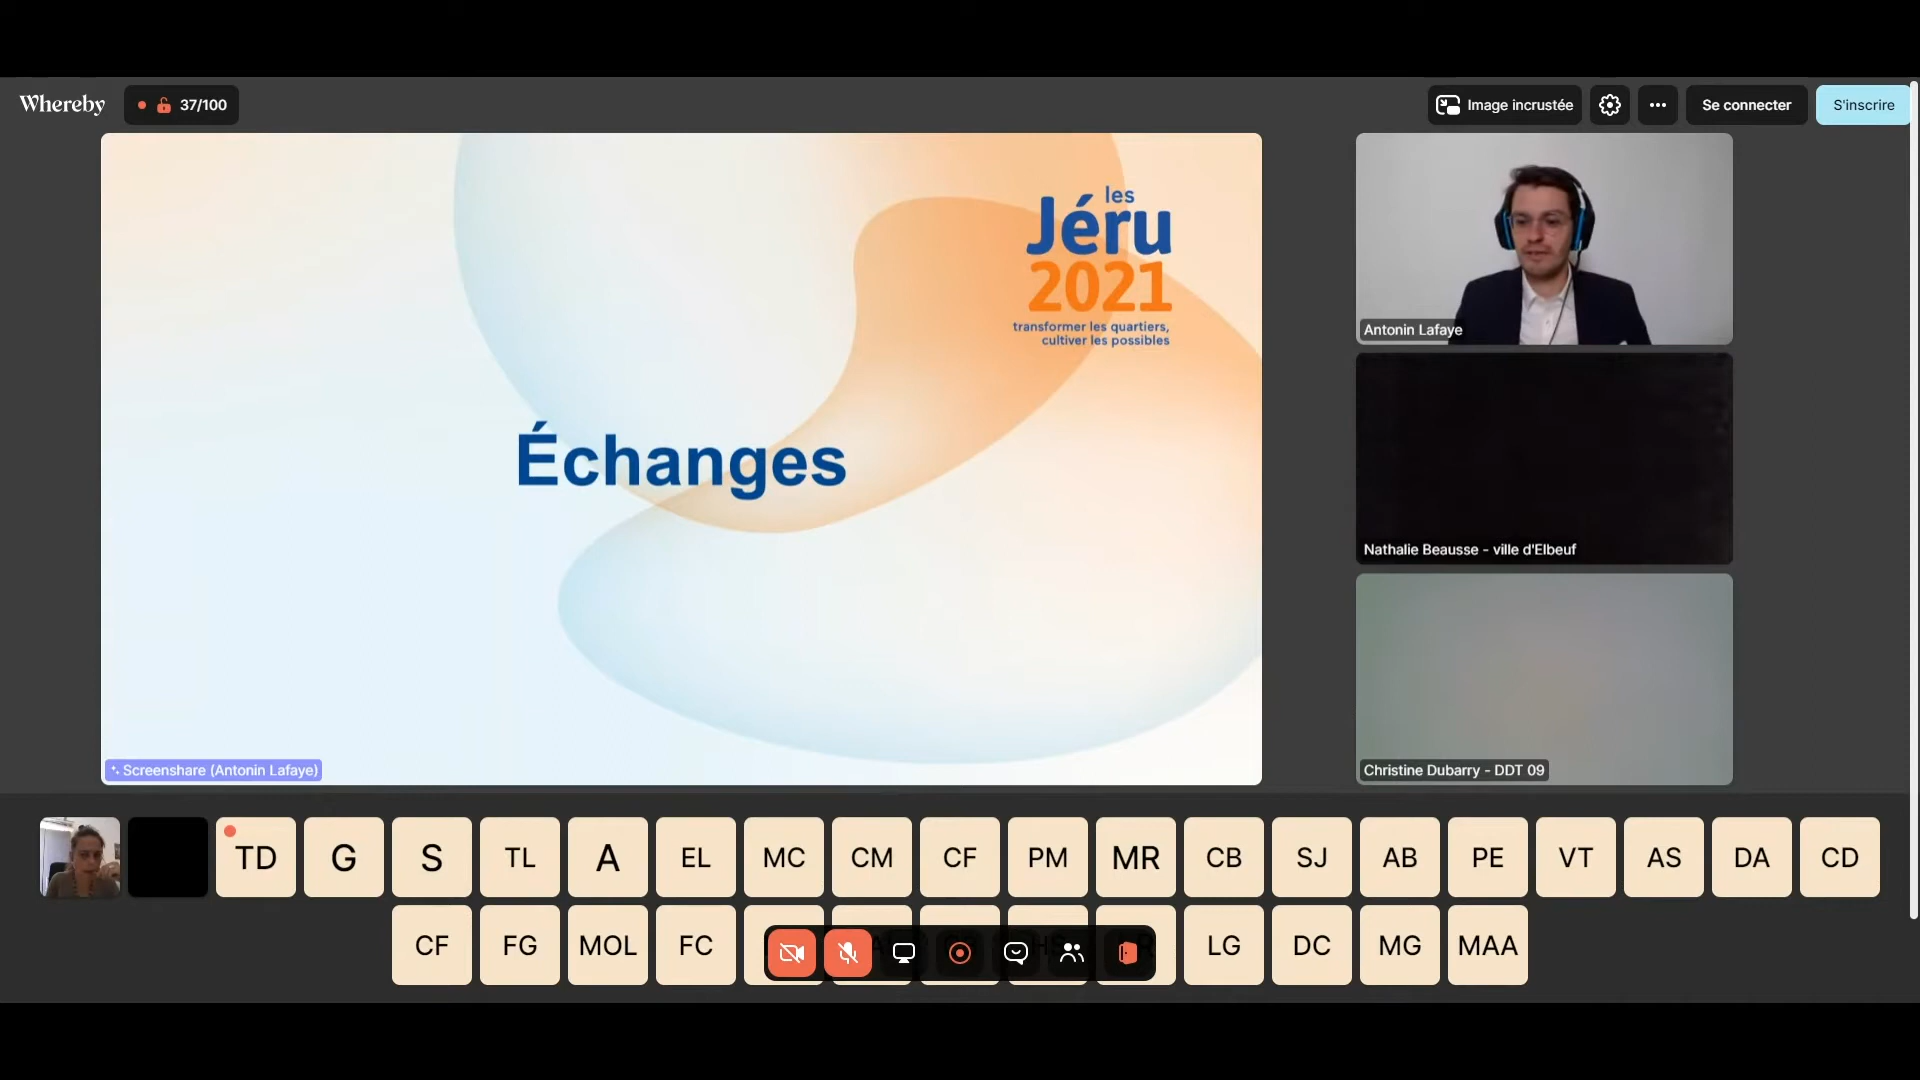 Whereby
37/100
Image incrustée
Se connecter
S'inscrire
les
Jéru
2021
transformer les quartiers,
cultiver les possibles
Échanges
Screenshare (Antonin Lafaye)
Antonin Lafaye
Nathalie Beausse - ville d'Elbeuf
Christine Dubarry - DDT 09
TD G S TL A EL MC CM CF PM MR CB SJ AB PE VT AS DA CD
CF FG MOL FC LG DC MG MAA